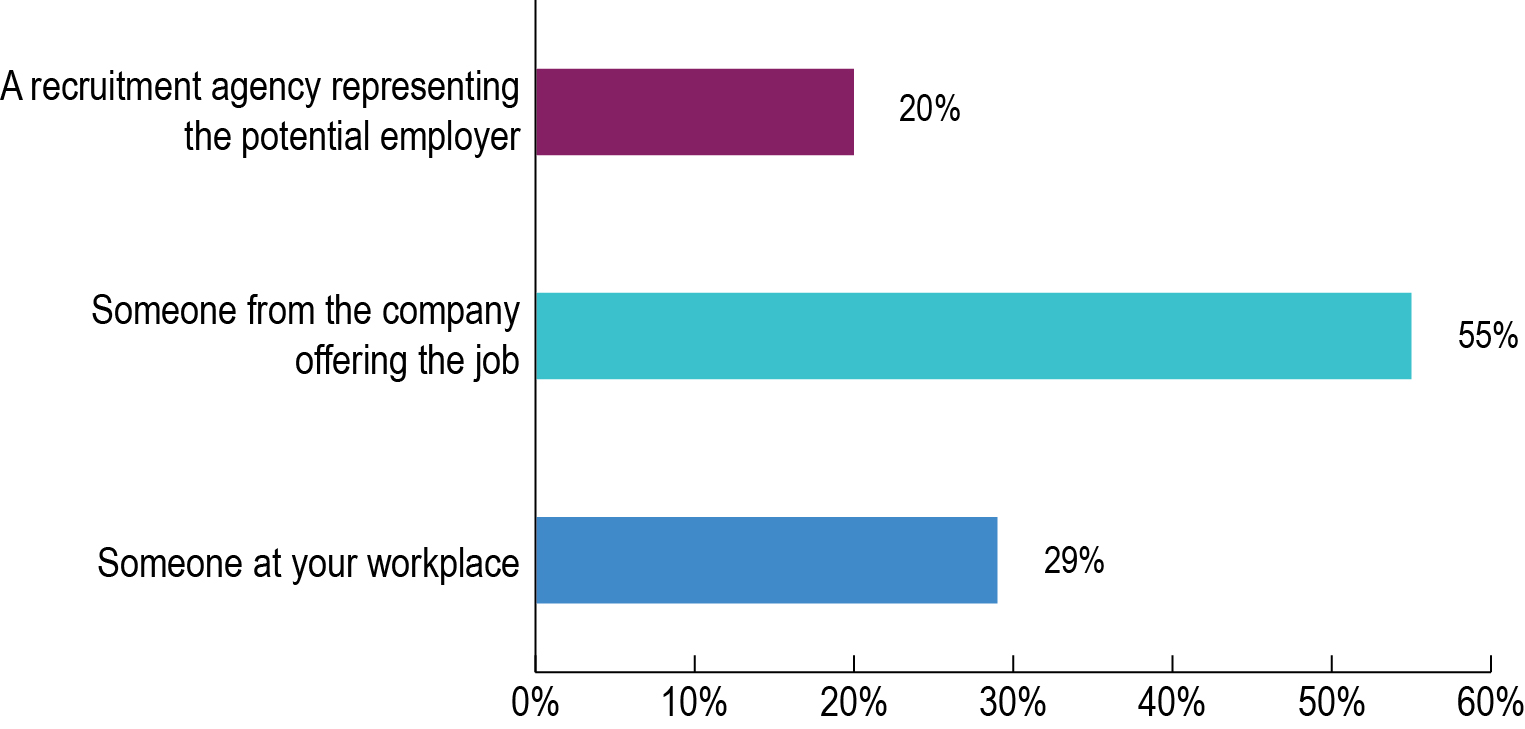 A recruitment agency representing
the potential employer
20%
Someone from the company
offering the job
55%
Someone at your workplace
29%
0% 10% 20% 30% 40% 50% 60%